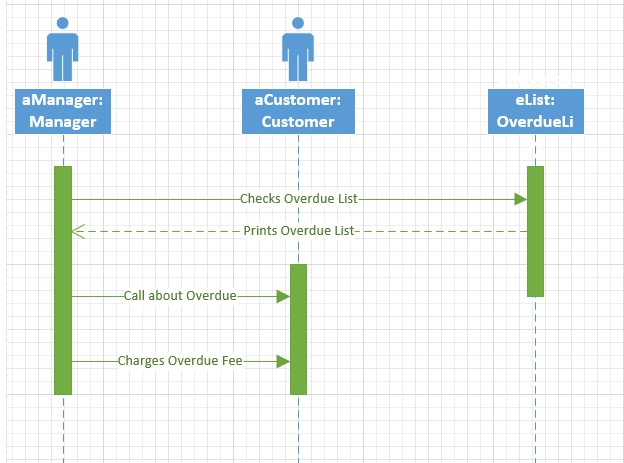 aManager:
Manager
aCustomer:
Customer
eList:
OverdueLi
Checks Overdue List
Prints Overdue List
Call about Overdue
Charges Overdue Fee